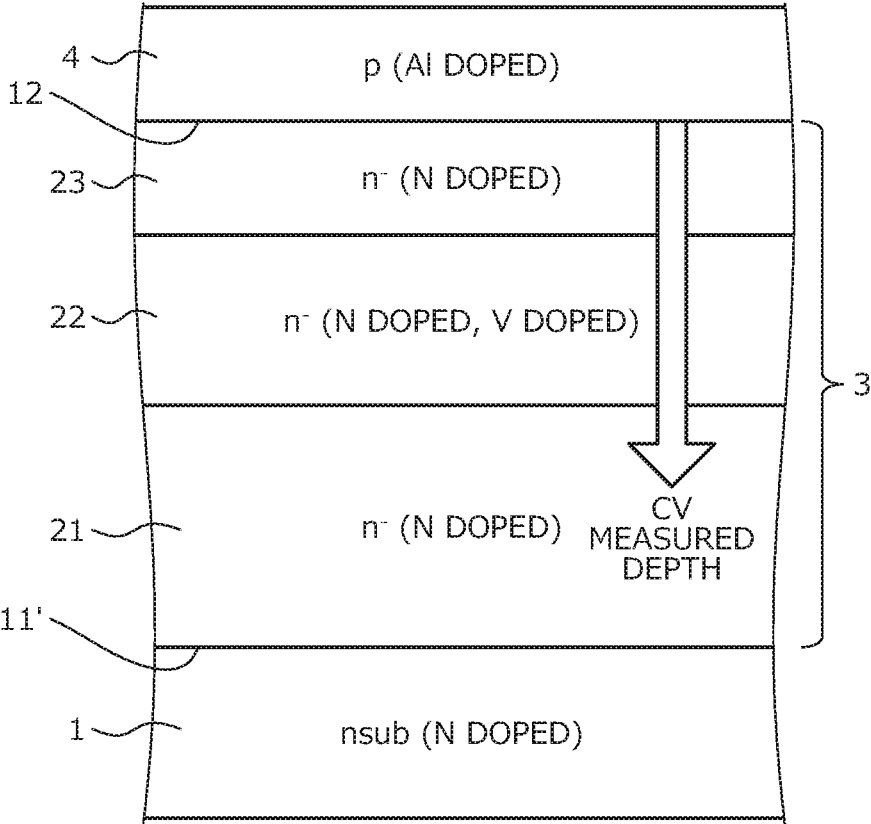 4
p (Al DOPED)
12
23
n- (N DOPED)
22
n- (N DOPED, V DOPED)
3
21
n- (N DOPED)
CV
MEASURED
DEPTH
11'
1
nsub (N DOPED)